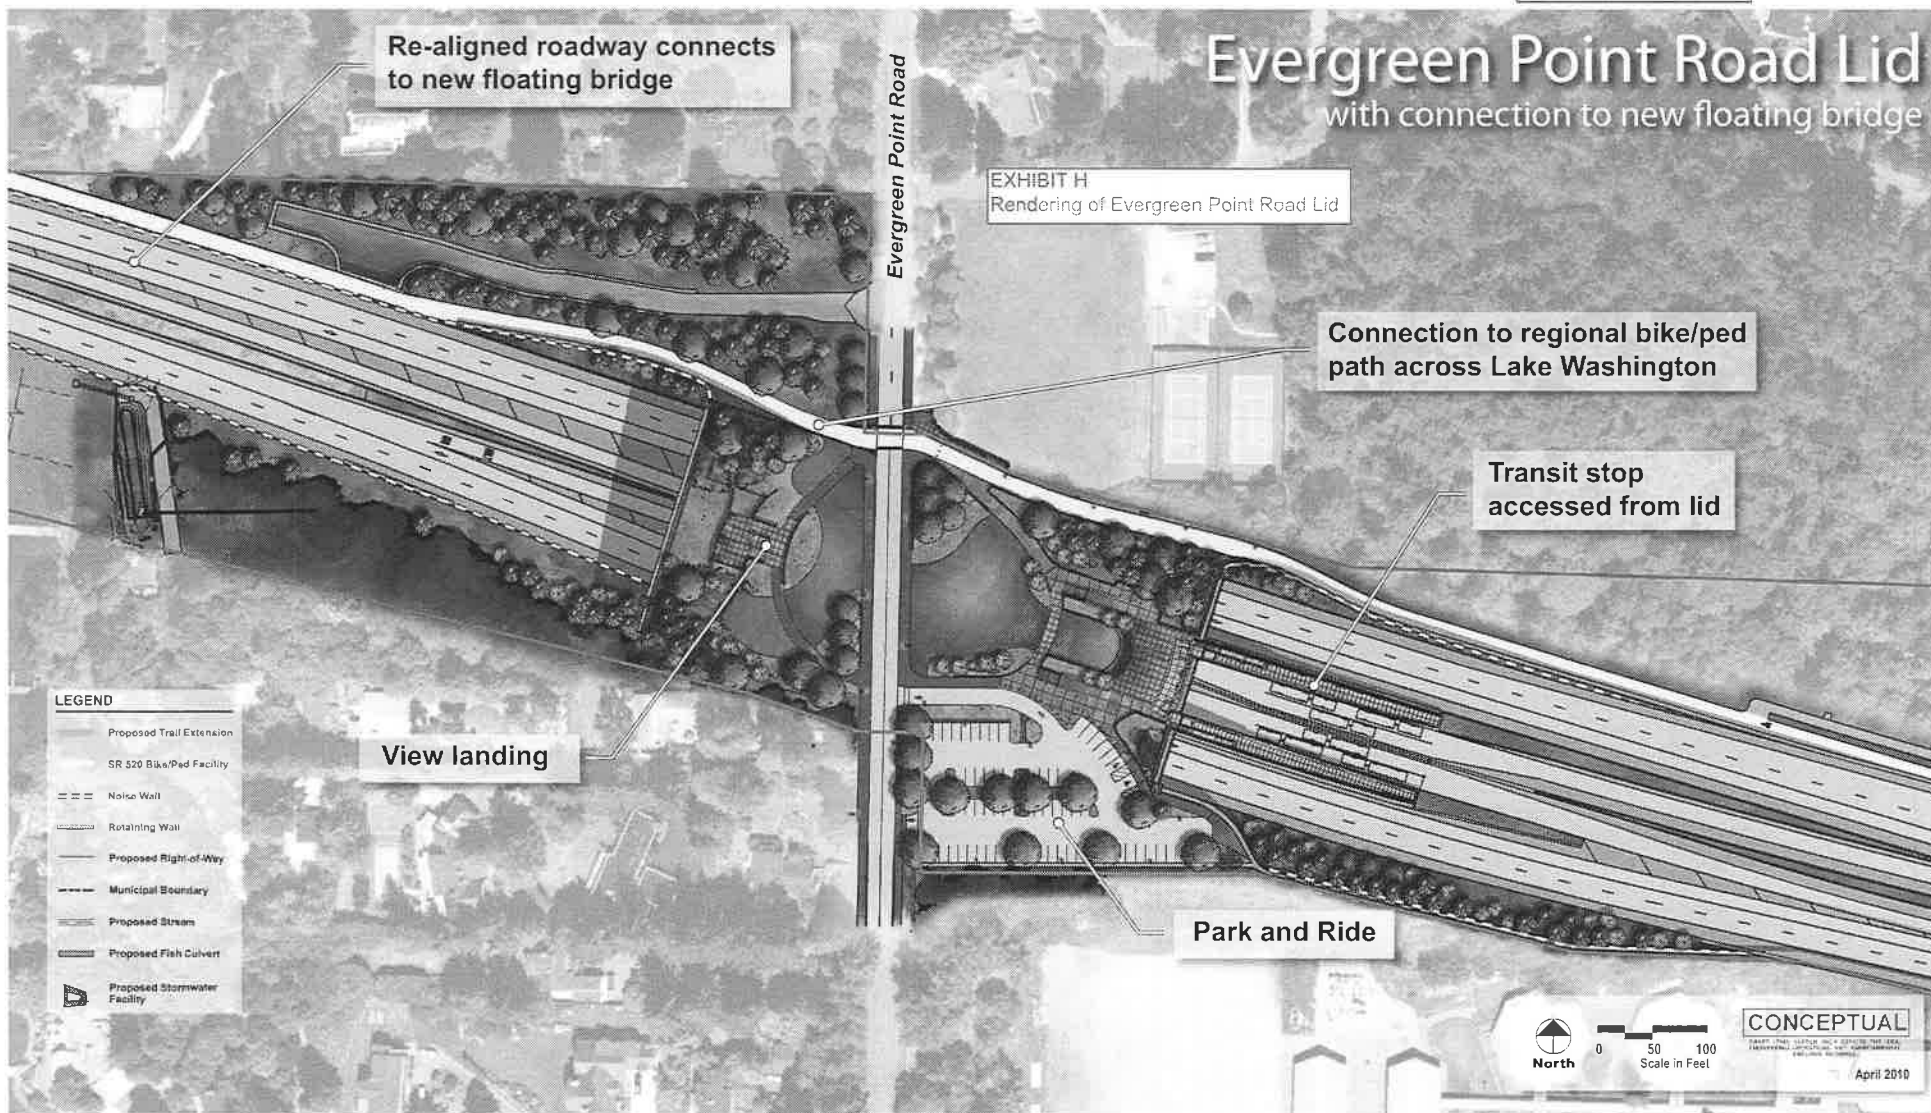 Evergreen Point Road Lid
with connection to new floating bridge
Re-aligned roadway connects
to new floating bridge
Evergreen Point Road
EXHIBIT H
Rendering of Evergreen Point Road Lid
Connection to regional bike/ped
path across Lake Washington
Transit stop
accessed from lid
View landing
Park and Ride
LEGEND
Proposed Trail Extension
SR 520 Bike/Ped Facility
Noise Wall
Retaining Wall
Proposed Right-of-Way
Municipal Boundary
Proposed Stream
Proposed Fish Culvert
Proposed Stormwater
Facility
North
0 50 100
Scale in Feet
CONCEPTUAL
April 2010